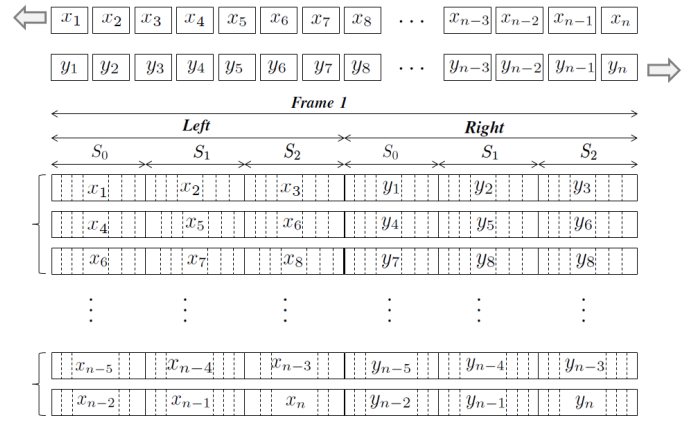 x₁ x₂ x₃ x₄ x₅ x₆ x₇ x₈ ··· xₙ₋₃ xₙ₋₂ xₙ₋₁ xₙ
y₁ y₂ y₃ y₄ y₅ y₆ y₇ y₈ ··· yₙ₋₃ yₙ₋₂ yₙ₋₁ yₙ
Frame 1
Left Right
S₀ S₁ S₂ S₀ S₁ S₂
x₁ x₂ x₃ y₁ y₂ y₃
x₄ x₅ x₆ y₄ y₅ y₆
x₆ x₇ x₈ y₇ y₈ y₈
⋮ ⋮ ⋮ ⋮ ⋮ ⋮
xₙ₋₅ xₙ₋₄ xₙ₋₃ yₙ₋₅ yₙ₋₄ yₙ₋₃
xₙ₋₂ xₙ₋₁ xₙ yₙ₋₂ yₙ₋₁ yₙ